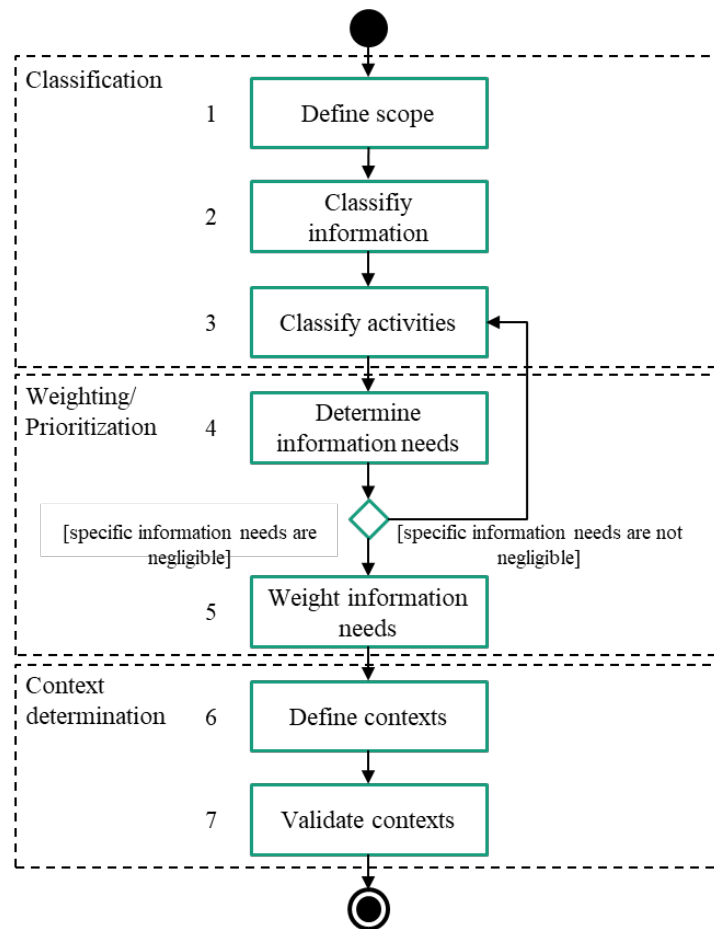 Classification
1
Define scope
2
Classifiy
information
3
Classify activities
Weighting/
Prioritization
4
Determine
information needs
[specific information needs are
negligible]
[specific information needs are not
negligible]
5
Weight information
needs
Context
determination
6
Define contexts
7
Validate contexts